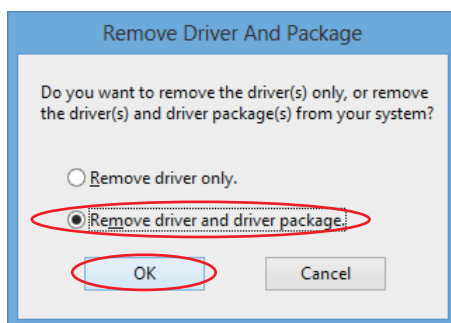 Remove Driver And Package
Do you want to remove the driver(s) only, or remove
the driver(s) and driver package(s) from your system?
Remove driver only.
Remove driver and driver package.
OK
Cancel